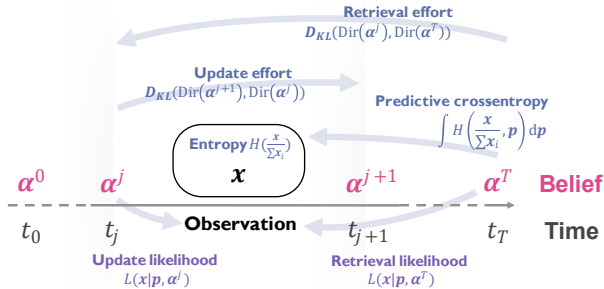 Retrieval effort
D_KL(Dir(α^j), Dir(α^T))
Update effort
D_KL(Dir(α^{j+1}), Dir(α^j))
Predictive crossentropy
∫ H(x/∑x_i, p) dp
Entropy H(x/∑x_i)
x
α^0 α^j α^{j+1} α^T Belief
Observation
t_0 t_j t_{j+1} t_T Time
Update likelihood
L(x|p, α^j)
Retrieval likelihood
L(x|p, α^T)